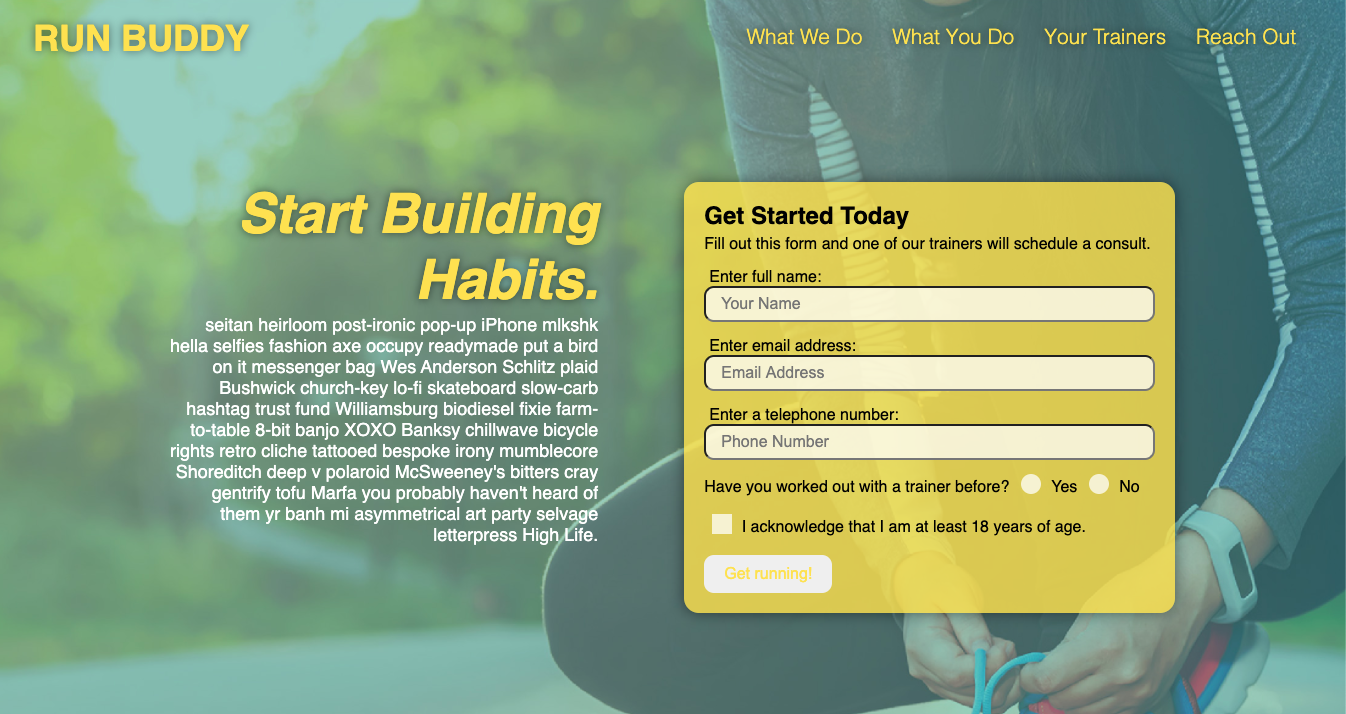 RUN BUDDY
What We Do What You Do Your Trainers Reach Out
Start Building
Habits.
seitan heirloom post-ironic pop-up iPhone mlkshk
hella selfies fashion axe occupy readymade put a bird
on it messenger bag Wes Anderson Schlitz plaid
Bushwick church-key lo-fi skateboard slow-carb
hashtag trust fund Williamsburg biodiesel fixie farm-
to-table 8-bit banjo XOXO Banksy chillwave bicycle
rights retro cliche tattooed bespoke irony mumblecore
Shoreditch deep v polaroid McSweeney's bitters cray
gentrify tofu Marfa you probably haven't heard of
them yr banh mi asymmetrical art party selvage
letterpress High Life.
Get Started Today
Fill out this form and one of our trainers will schedule a consult.
Enter full name:
Your Name
Enter email address:
Email Address
Enter a telephone number:
Phone Number
Have you worked out with a trainer before? Yes No
I acknowledge that I am at least 18 years of age.
Get running!